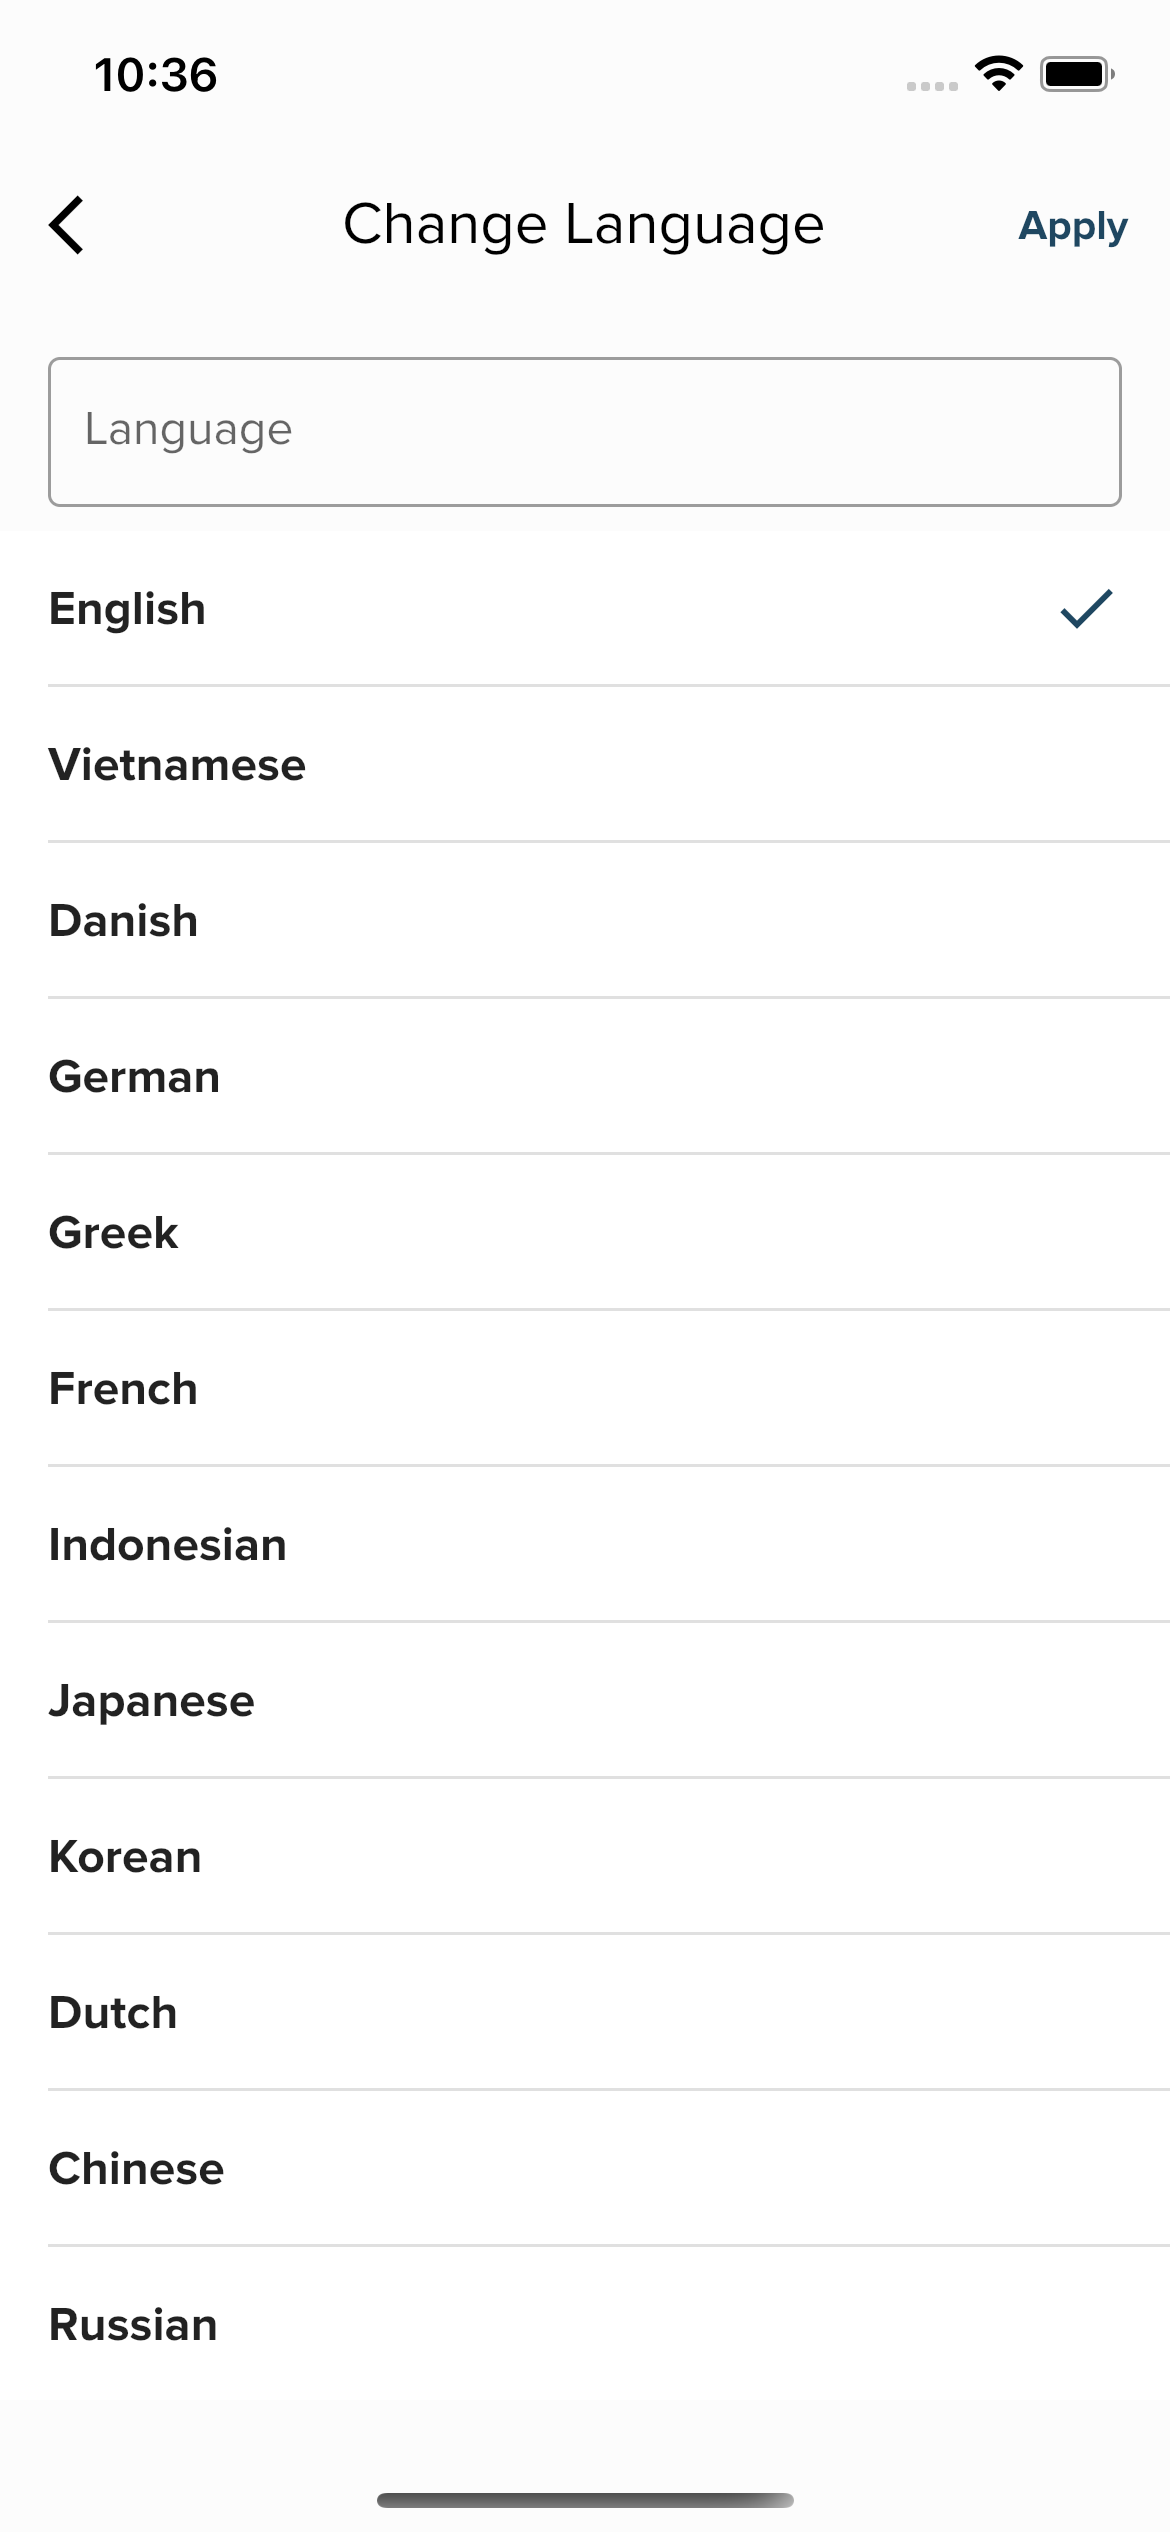 10:36
Change Language
Apply
Language
English
Vietnamese
Danish
German
Greek
French
Indonesian
Japanese
Korean
Dutch
Chinese
Russian